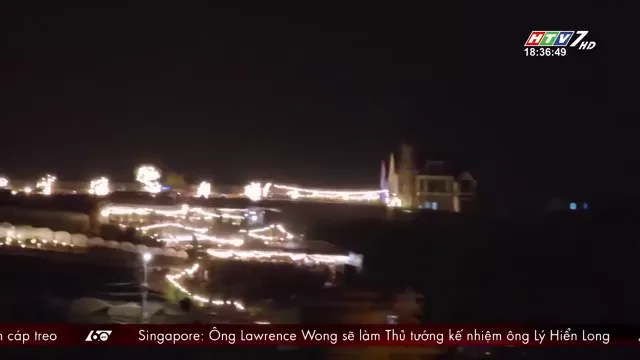 HTV7 HD
18:36:49
cáp treo 60 Singapore: Ông Lawrence Wong sẽ làm Thủ tướng kế nhiệm ông Lý Hiển Long